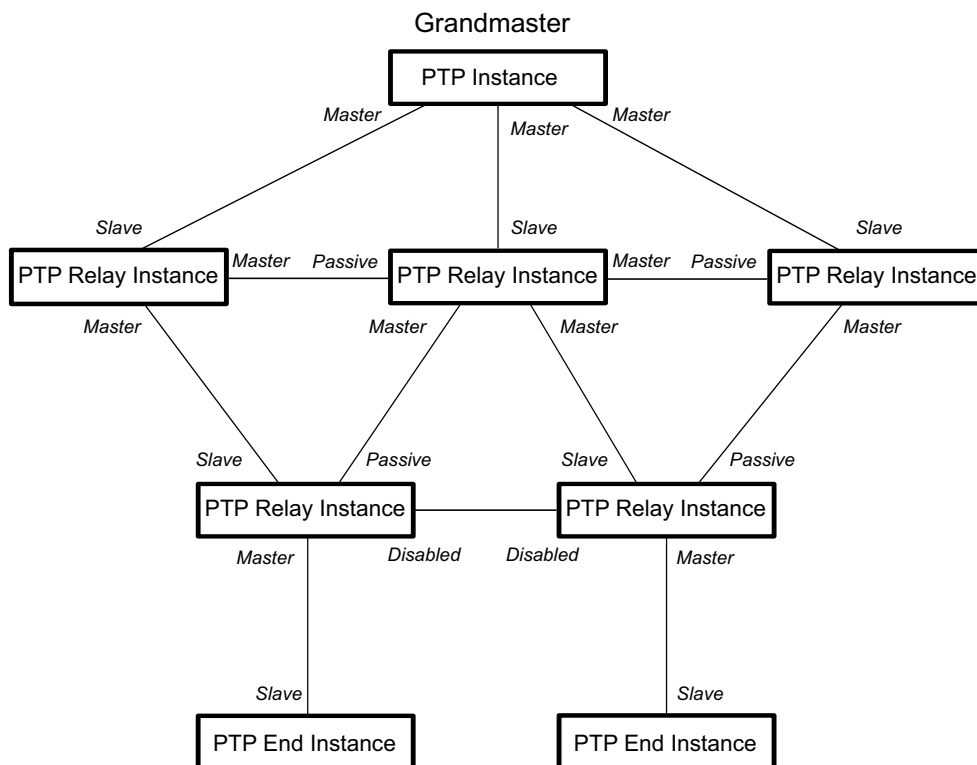 Grandmaster
PTP Instance
Master
Master
Master
Slave
Slave
Slave
PTP Relay Instance
Master
Passive
PTP Relay Instance
Master
Passive
PTP Relay Instance
Master
Master
Master
Master
Slave
Passive
Slave
Passive
PTP Relay Instance
PTP Relay Instance
Master
Disabled
Disabled
Master
Slave
Slave
PTP End Instance
PTP End Instance